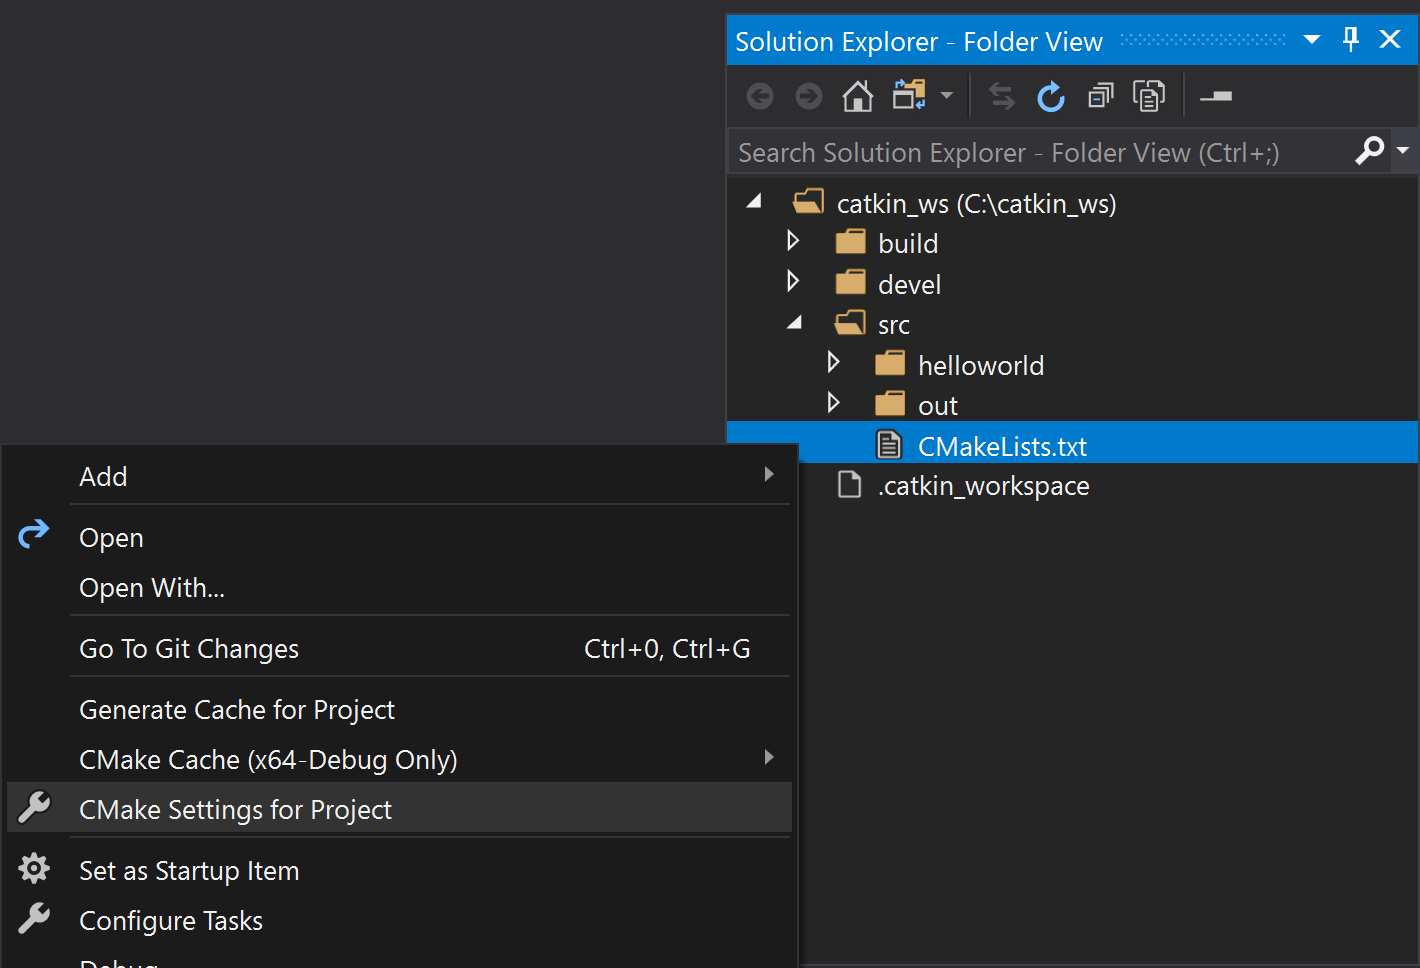 Solution Explorer - Folder View
Search Solution Explorer - Folder View (Ctrl+;)
catkin_ws (C:\catkin_ws)
build
devel
src
helloworld
out
CMakeLists.txt
.catkin_workspace
Add
Open
Open With...
Go To Git Changes Ctrl+0, Ctrl+G
Generate Cache for Project
CMake Cache (x64-Debug Only)
CMake Settings for Project
Set as Startup Item
Configure Tasks
Debug